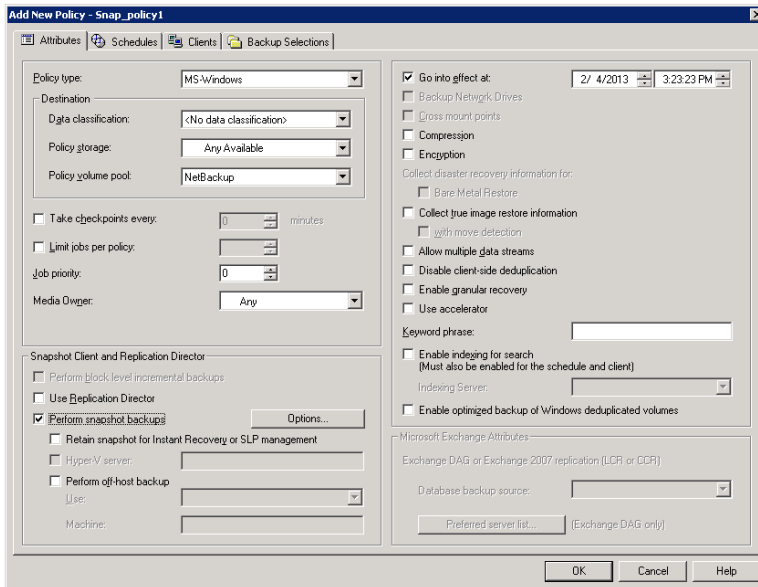 Add New Policy - Snap_policy1
Attributes
Schedules
Clients
Backup Selections
Policy type:
MS-Windows
Destination
Data classification:
<No data classification>
Policy storage:
Any Available
Policy volume pool:
NetBackup
Take checkpoints every:
0
minutes
Limit jobs per policy:
Job priority:
0
Media Owner:
Any
Snapshot Client and Replication Director
Perform block level incremental backups
Use Replication Director
Perform snapshot backups
Options...
Retain snapshot for Instant Recovery or SLP management
Hyper-V server:
Perform off-host backup
Use:
Machine:
Go into effect at:
2/ 4/2013
3:23:23 PM
Backup Network Drives
Cross mount points
Compression
Encryption
Collect disaster recovery information for:
Bare Metal Restore
Collect true image restore information
with move detection
Allow multiple data streams
Disable client-side deduplication
Enable granular recovery
Use accelerator
Keyword phrase:
Enable indexing for search
(Must also be enabled for the schedule and client)
Indexing Server:
Enable optimized backup of Windows deduplicated volumes
Microsoft Exchange Attributes
Exchange DAG or Exchange 2007 replication (LCR or CCR)
Database backup source:
Preferred server list...
(Exchange DAG only)
OK
Cancel
Help